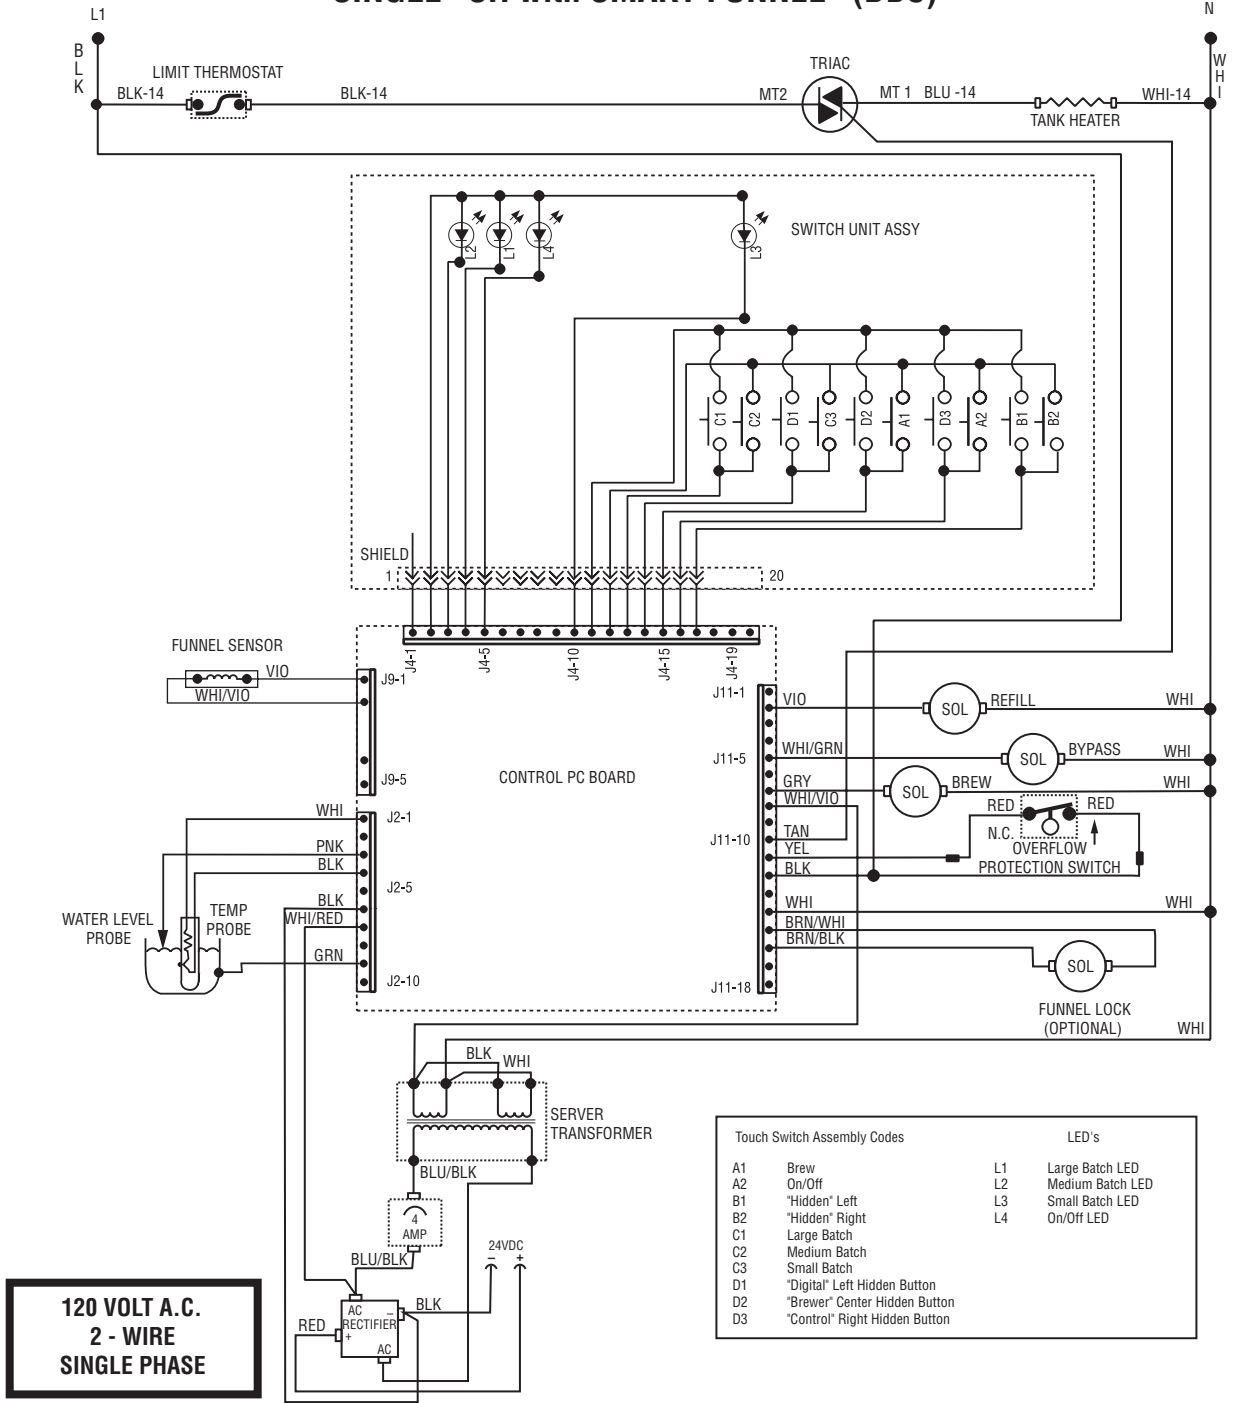 SINGLE SH with SMART FUNNEL (DBC)
L1
N
BLK
WHI
LIMIT THERMOSTAT
TRIAC
BLK-14
BLK-14
MT2
MT 1
BLU -14
WHI-14
TANK HEATER
SWITCH UNIT ASSY
L2
L1
L4
L3
C1
C2
D1
C3
D2
A1
D3
A2
B1
B2
SHIELD
1
20
FUNNEL SENSOR
VIO
WHI/VIO
J4-1
J4-5
J4-10
J4-15
J4-19
J9-1
J9-5
J11-1
VIO
SOL
REFILL
WHI
J11-5
WHI/GRN
SOL
BYPASS
WHI
CONTROL PC BOARD
GRY
SOL
BREW
WHI
WHI/VIO
RED
RED
N.C.
OVERFLOW
PROTECTION SWITCH
J11-10
TAN
YEL
BLK
WHI
J2-1
PNK
BLK
J2-5
BLK
WHI/RED
WATER LEVEL
PROBE
TEMP
PROBE
GRN
J2-10
WHI
WHI
BRN/WHI
BRN/BLK
SOL
J11-18
FUNNEL LOCK
(OPTIONAL)
WHI
BLK
WHI
SERVER
TRANSFORMER
BLU/BLK
4
AMP
BLU/BLK
24VDC
–
+
AC
–
RECTIFIER
+
AC
BLK
RED
120 VOLT A.C.
2 - WIRE
SINGLE PHASE
Touch Switch Assembly Codes
LED's
A1 Brew L1 Large Batch LED
A2 On/Off L2 Medium Batch LED
B1 "Hidden" Left L3 Small Batch LED
B2 "Hidden" Right L4 On/Off LED
C1 Large Batch
C2 Medium Batch
C3 Small Batch
D1 "Digital" Left Hidden Button
D2 "Brewer" Center Hidden Button
D3 "Control" Right Hidden Button